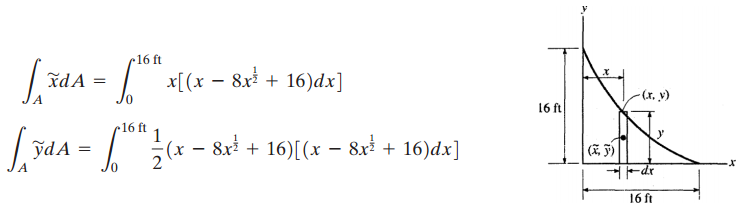 ∫_A x̃dA = ∫_0^{16 ft} x[(x − 8x^{1/2} + 16)dx]
∫_A ỹdA = ∫_0^{16 ft} 1/2(x − 8x^{1/2} + 16)[(x − 8x^{1/2} + 16)dx]
y
x
(x, y)
16 ft
y
(x̃, ỹ)
x
dx
16 ft